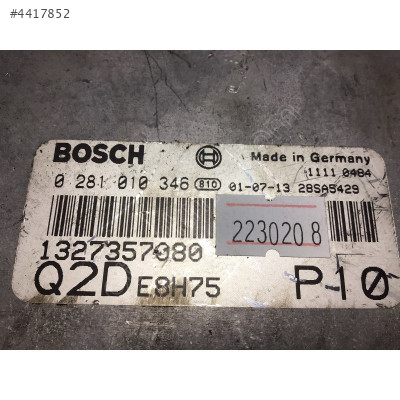 #4417852
BOSCH
Made in Germany
1111 0484
0 281 010 346 810 01-07-13 28SA5429
223020 8
1327357080
Q2D E8H75 P10